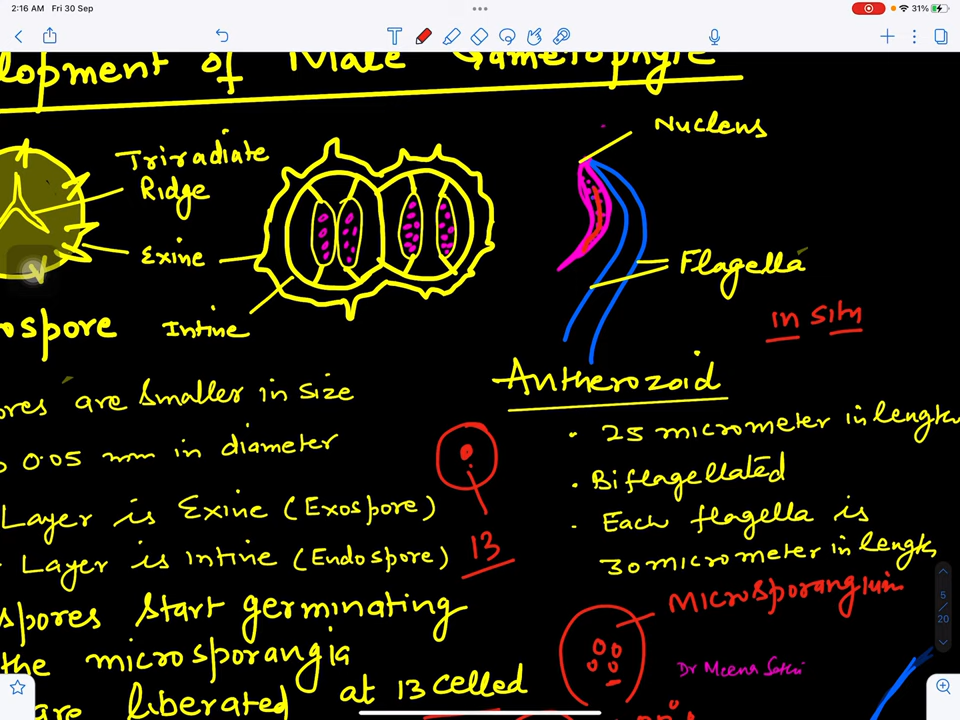 2:16 AM Fri 30 Sep
31%
lopment of Male Gametophyte
Nucleus
Triradiate
Ridge
Exine
Flagella
Intine
in situ
ospore
Antherozoid
ores are smaller in size
• 25 micrometer in length
0.05 mm in diameter
• Biflagellated
Layer is Exine (Exospore)
• Each flagella is
30 micrometer in length
Layer is Intine (Endospore)
13
Microsporangium
spores start germinating
the microsporangia
Dr Meena
are liberated at 13 celled
5
/
20